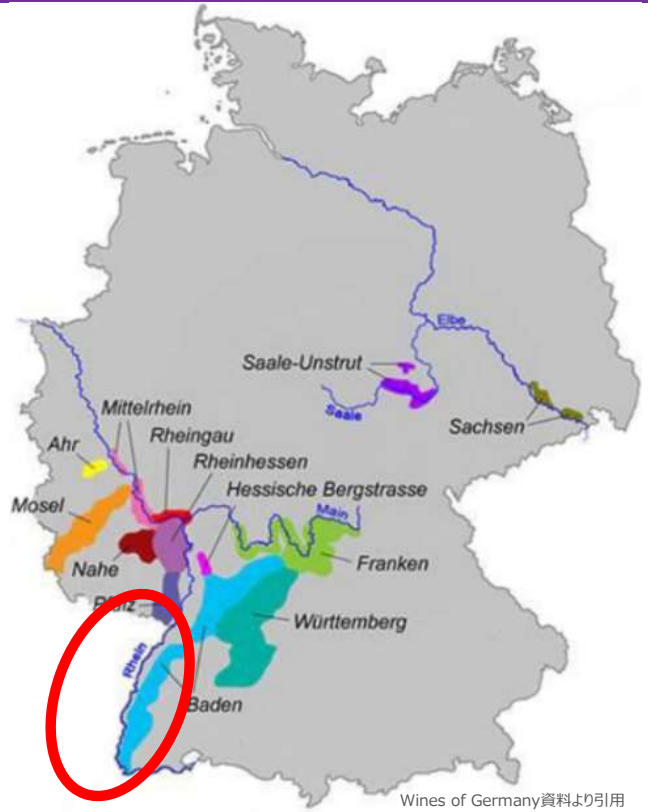 Elbe
Saale-Unstrut
Saale
Sachsen
Mittelrhein
Rheingau
Ahr
Rheinhessen
Hessische Bergstrasse
Mosel
Main
Nahe
Franken
Pfalz
Württemberg
Rhein
Baden
Wines of Germany資料より引用